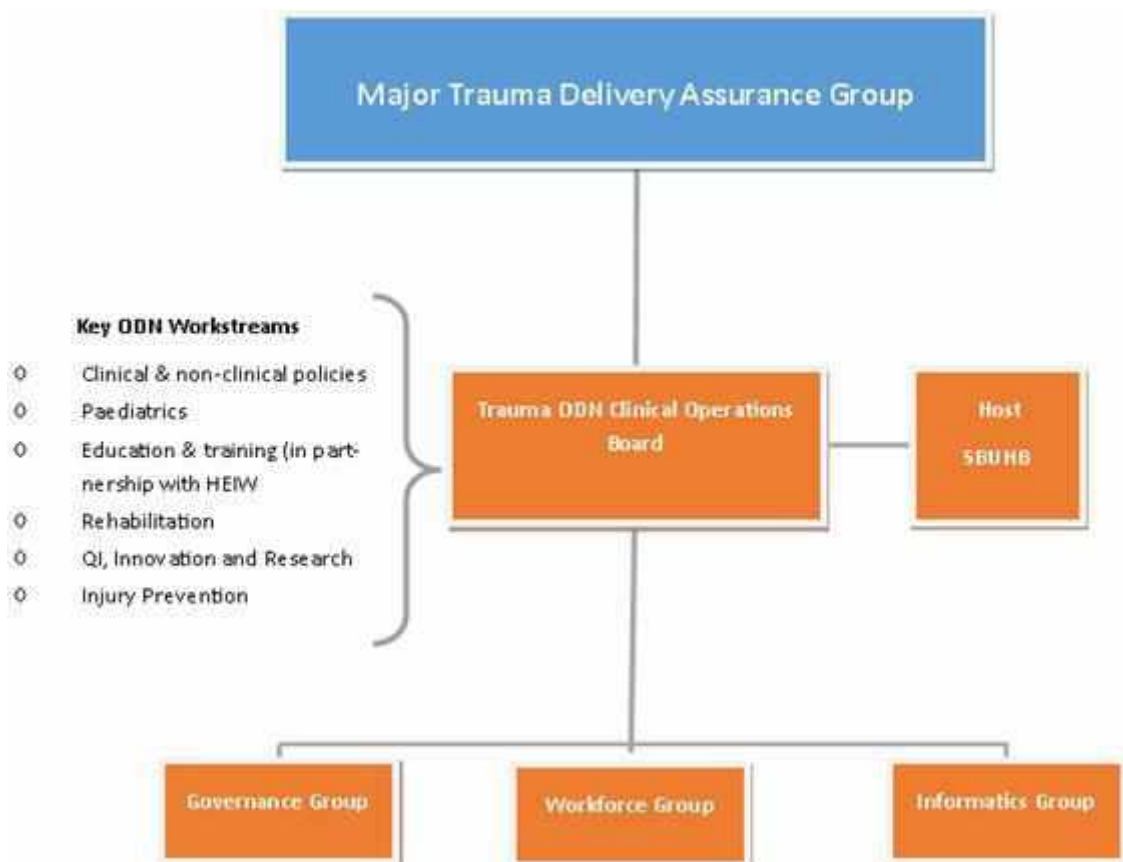 Major Trauma Delivery Assurance Group
Key ODN Workstreams
◊ Clinical & non-clinical policies
◊ Paediatrics
◊ Education & training (in part-
nership with HEIW
◊ Rehabilitation
◊ QI, Innovation and Research
◊ Injury Prevention
Trauma ODN Clinical Operations
Board
Host
SBUHB
Governance Group
Workforce Group
Informatics Group